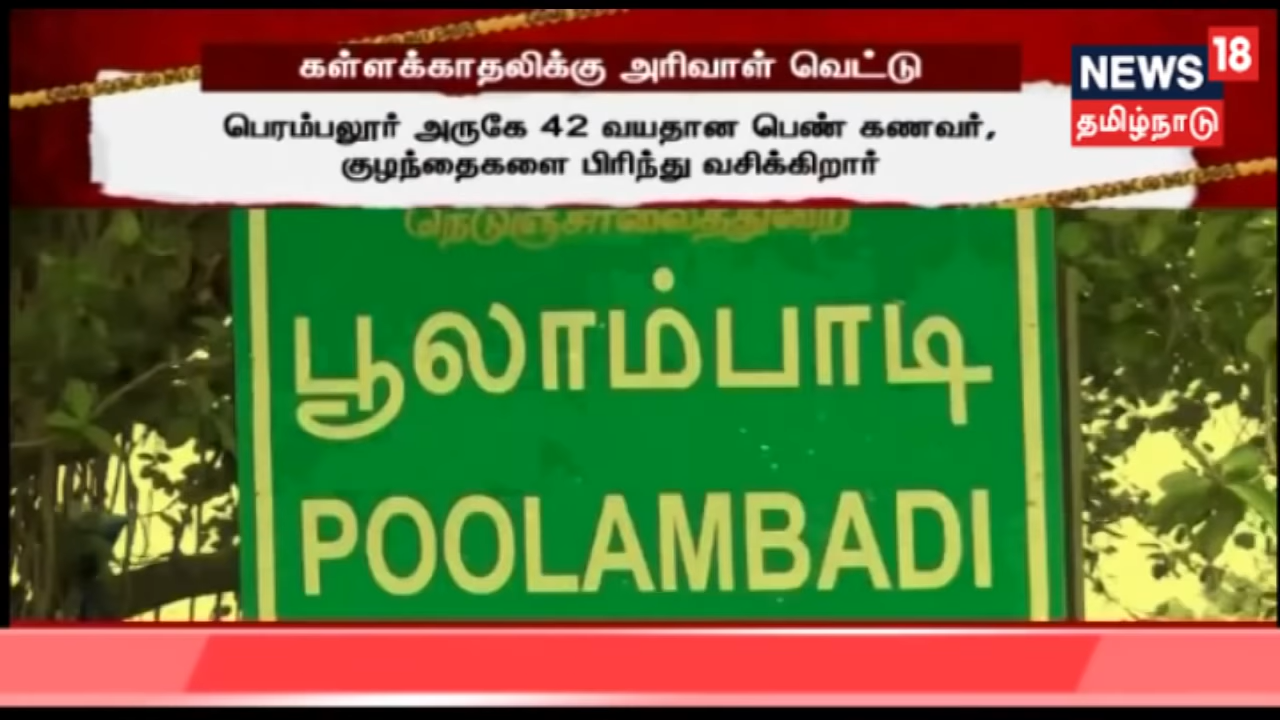 கள்ளக்காதலிக்கு அரிவாள் வெட்டு
பெரம்பலூர் அருகே 42 வயதான பெண் கணவர்,
குழந்தைகளை பிரிந்து வசிக்கிறார்
NEWS 18
தமிழ்நாடு
பூலாம்பாடி
POOLAMBADI